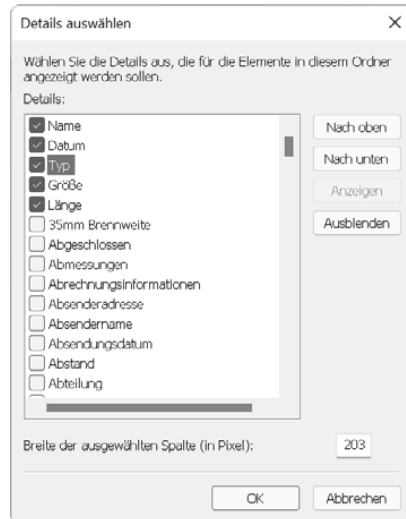 Details auswählen
Wählen Sie die Details aus, die für die Elemente in diesem Ordner
angezeigt werden sollen.
Details:
Name
Datum
Typ
Größe
Länge
35mm Brennweite
Abgeschlossen
Abmessungen
Abrechnungsinformationen
Absenderadresse
Absendername
Absendungsdatum
Abstand
Abteilung
Nach oben
Nach unten
Anzeigen
Ausblenden
Breite der ausgewählten Spalte (in Pixel):
203
OK
Abbrechen